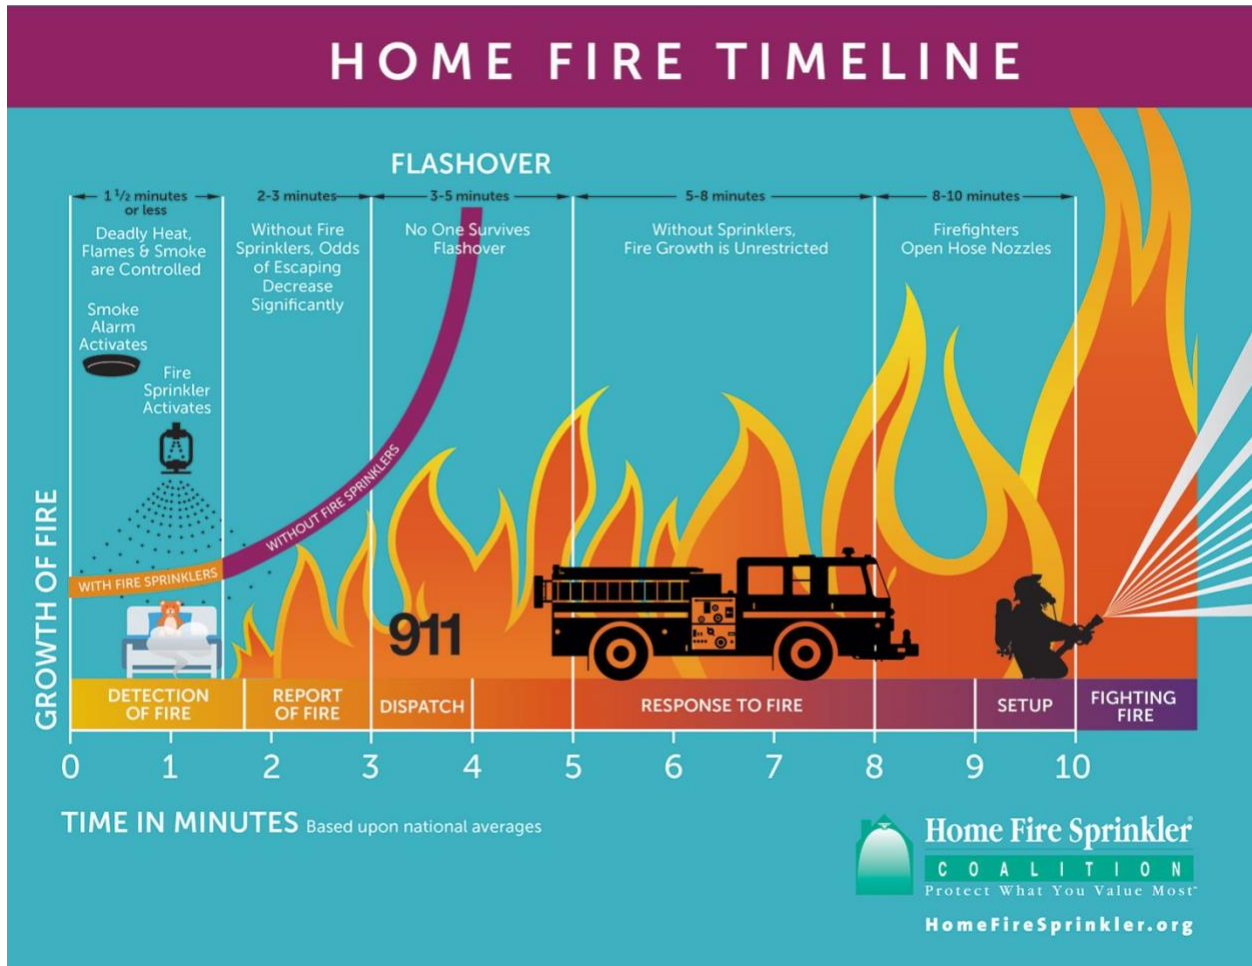 HOME FIRE TIMELINE
FLASHOVER
1 ½ minutes
or less
2-3 minutes
3-5 minutes
5-8 minutes
8-10 minutes
Deadly Heat,
Flames & Smoke
are Controlled
Without Fire
Sprinklers, Odds
of Escaping
Decrease
Significantly
No One Survives
Flashover
Without Sprinklers,
Fire Growth is Unrestricted
Firefighters
Open Hose Nozzles
Smoke
Alarm
Activates
Fire
Sprinkler
Activates
WITH FIRE SPRINKLERS
WITHOUT FIRE SPRINKLERS
911
GROWTH OF FIRE
DETECTION
OF FIRE
REPORT
OF FIRE
DISPATCH
RESPONSE TO FIRE
SETUP
FIGHTING
FIRE
0 1 2 3 4 5 6 7 8 9 10
TIME IN MINUTES Based upon national averages
Home Fire Sprinkler®
COALITION
Protect What You Value Most™
HomeFireSprinkler.org